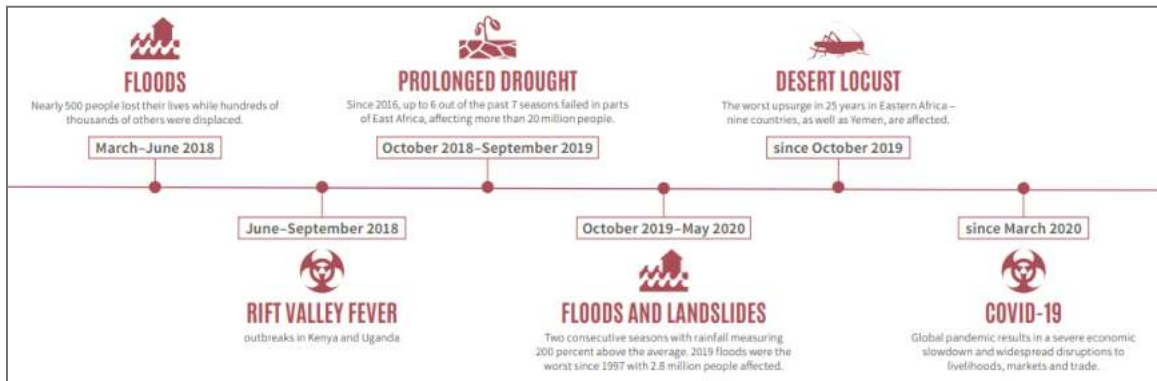 FLOODS
Nearly 500 people lost their lives while hundreds of
thousands of others were displaced.
March–June 2018
PROLONGED DROUGHT
Since 2016, up to 6 out of the past 7 seasons failed in parts
of East Africa, affecting more than 20 million people.
October 2018–September 2019
DESERT LOCUST
The worst upsurge in 25 years in Eastern Africa –
nine countries, as well as Yemen, are affected.
since October 2019
June–September 2018
RIFT VALLEY FEVER
outbreaks in Kenya and Uganda
October 2019–May 2020
FLOODS AND LANDSLIDES
Two consecutive seasons with rainfall measuring
200 percent above the average. 2019 floods were the
worst since 1997 with 2.8 million people affected.
since March 2020
COVID-19
Global pandemic results in a severe economic
slowdown and widespread disruptions to
livelihoods, markets and trade.